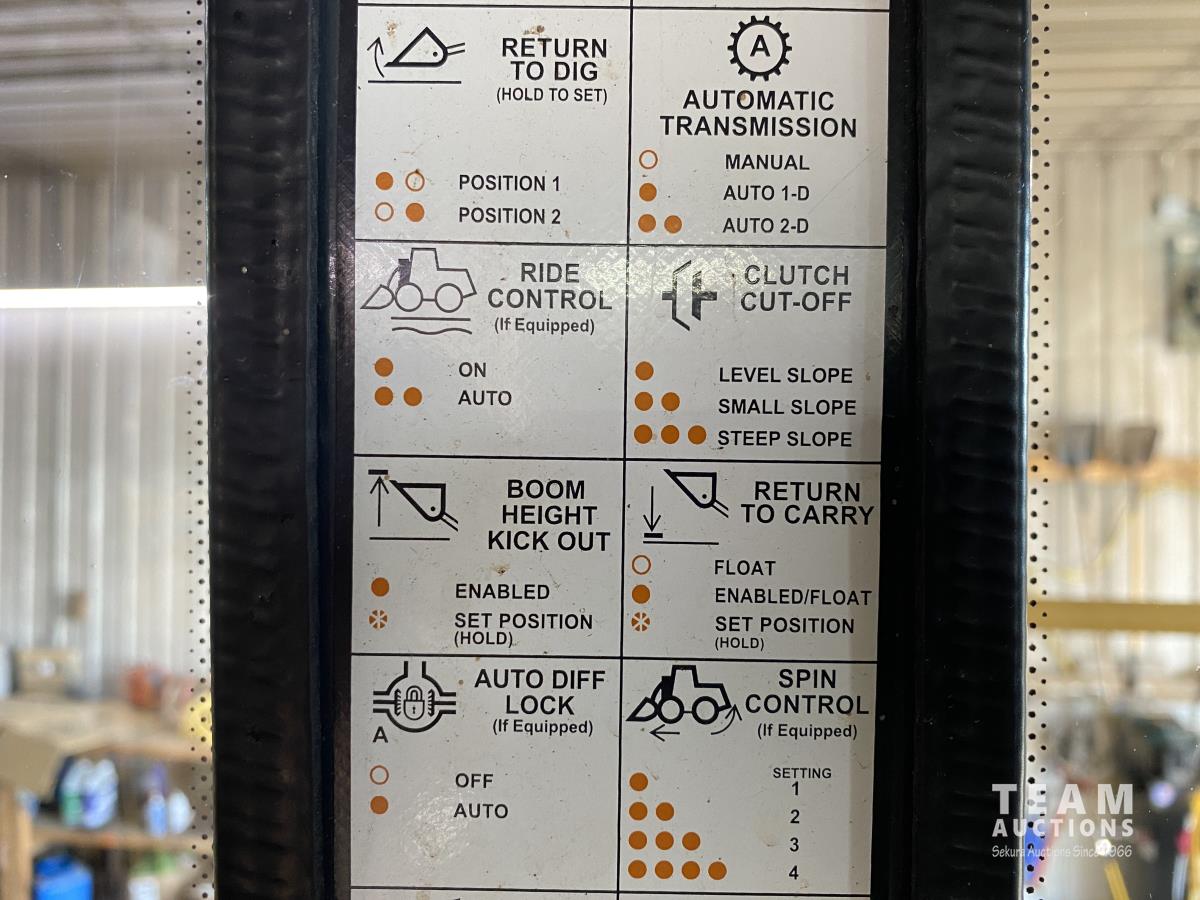 RETURN
TO DIG
(HOLD TO SET)
POSITION 1
POSITION 2
A
AUTOMATIC
TRANSMISSION
MANUAL
AUTO 1-D
AUTO 2-D
RIDE
CONTROL
(If Equipped)
ON
AUTO
CLUTCH
CUT-OFF
LEVEL SLOPE
SMALL SLOPE
STEEP SLOPE
BOOM
HEIGHT
KICK OUT
ENABLED
SET POSITION
(HOLD)
RETURN
TO CARRY
FLOAT
ENABLED/FLOAT
SET POSITION
(HOLD)
AUTO DIFF
LOCK
(If Equipped)
A
OFF
AUTO
SPIN
CONTROL
(If Equipped)
SETTING
1
2
3
4
TEAM
AUCTIONS
Sekura Auctions Since 1966